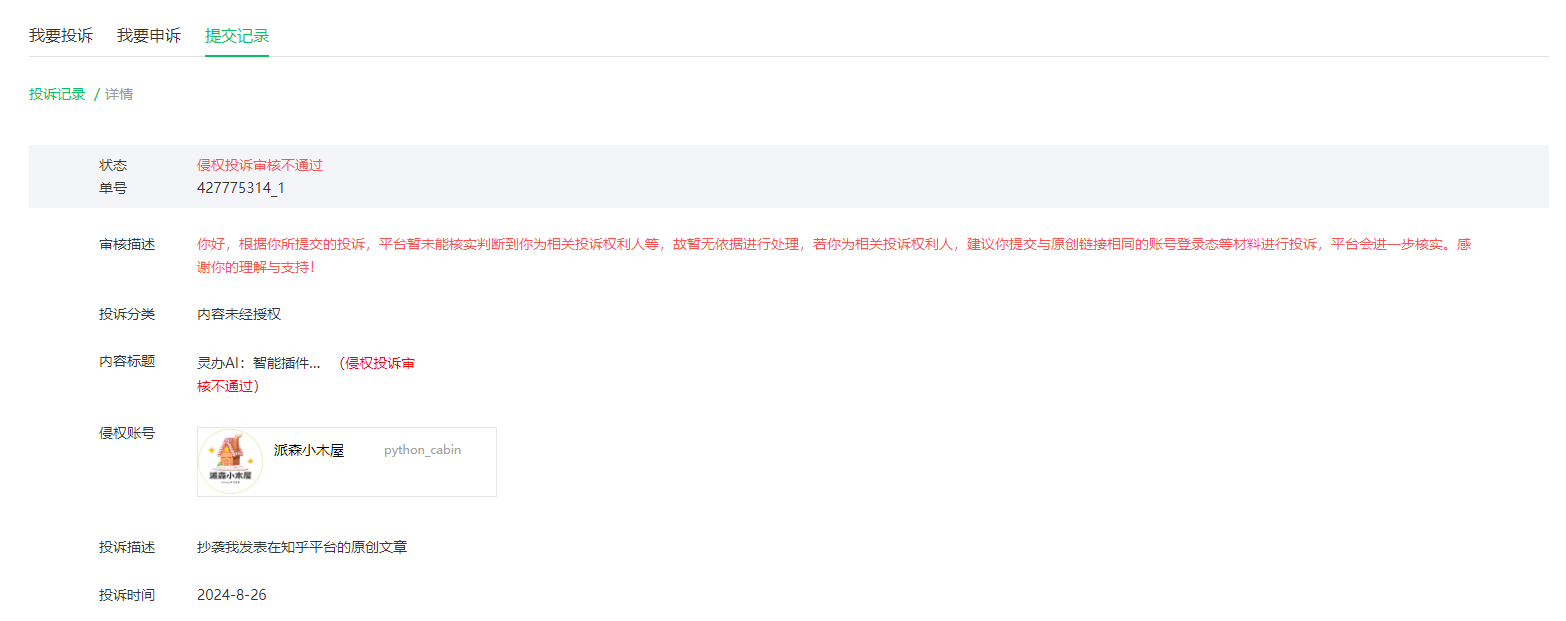 我要投诉 我要申诉 提交记录
投诉记录 / 详情
状态 侵权投诉审核不通过
单号 427775314_1
审核描述 你好，根据你所提交的投诉，平台暂未能核实判断到你为相关投诉权利人等，故暂无依据进行处理，若你为相关投诉权利人，建议你提交与原创链接相同的账号登录态等材料进行投诉，平台会进一步核实。感
谢你的理解与支持！
投诉分类 内容未经授权
内容标题 灵办AI：智能插件... （侵权投诉审
核不通过）
侵权账号 派森小木屋 python_cabin
派森小木屋
投诉描述 抄袭我发表在知乎平台的原创文章
投诉时间 2024-8-26